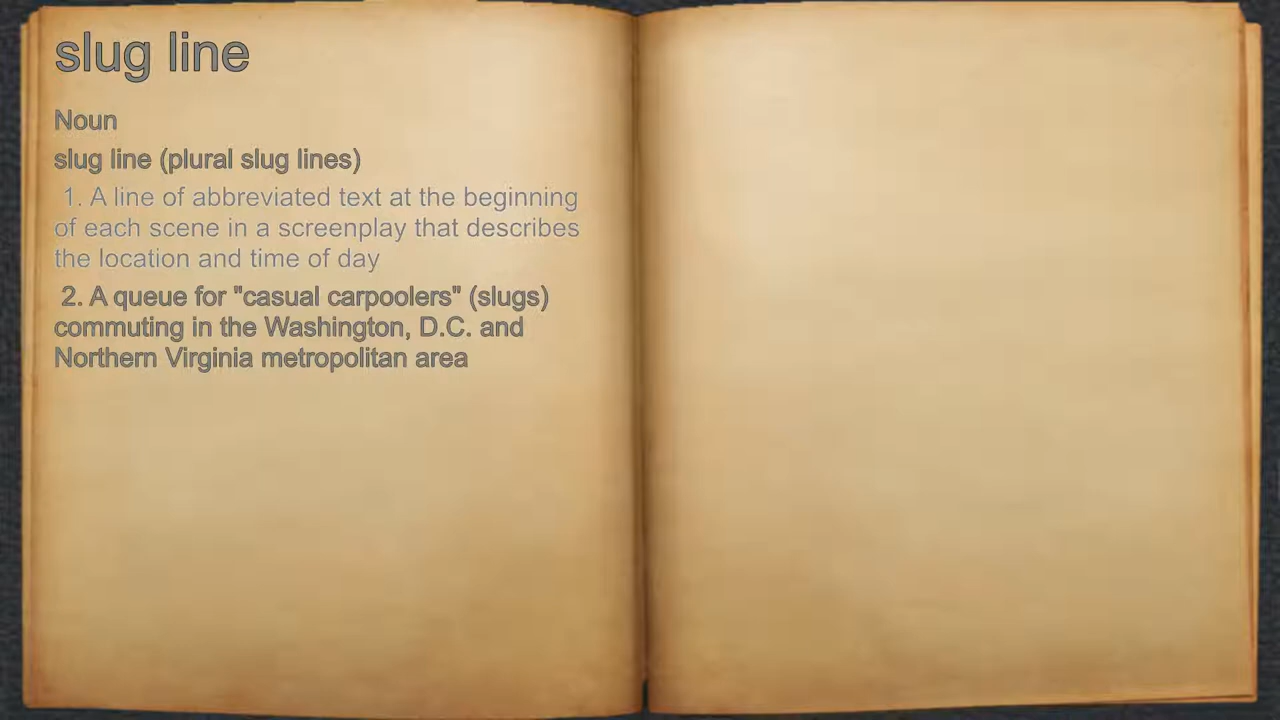 slug line
Noun
slug line (plural slug lines)
1. A line of abbreviated text at the beginning
of each scene in a screenplay that describes
the location and time of day
2. A queue for "casual carpoolers" (slugs)
commuting in the Washington, D.C. and
Northern Virginia metropolitan area